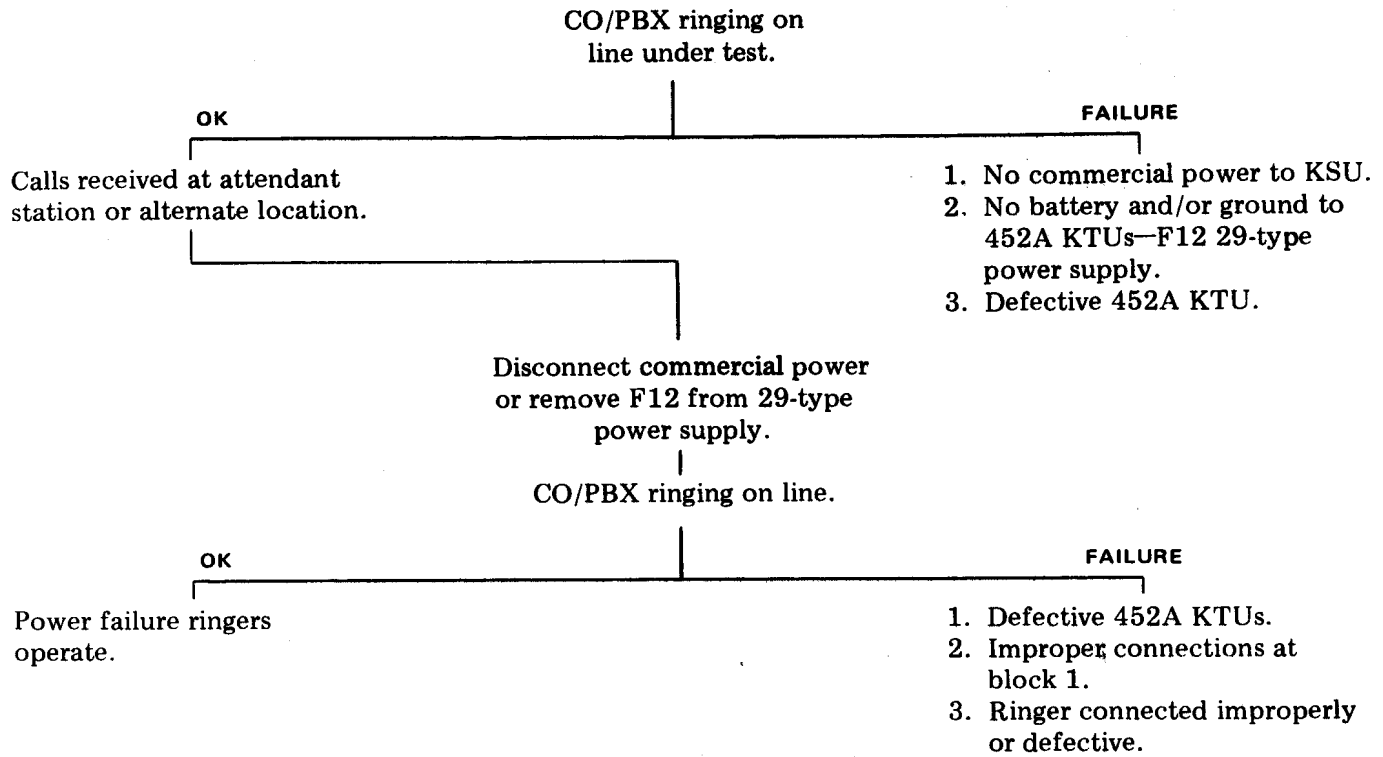 CO/PBX ringing on
line under test.
OK
FAILURE
Calls received at attendant
station or alternate location.
1. No commercial power to KSU.
2. No battery and/or ground to
452A KTUs—F12 29-type
power supply.
3. Defective 452A KTU.
Disconnect commercial power
or remove F12 from 29-type
power supply.
CO/PBX ringing on line.
OK
FAILURE
Power failure ringers
operate.
1. Defective 452A KTUs.
2. Improper connections at
block 1.
3. Ringer connected improperly
or defective.